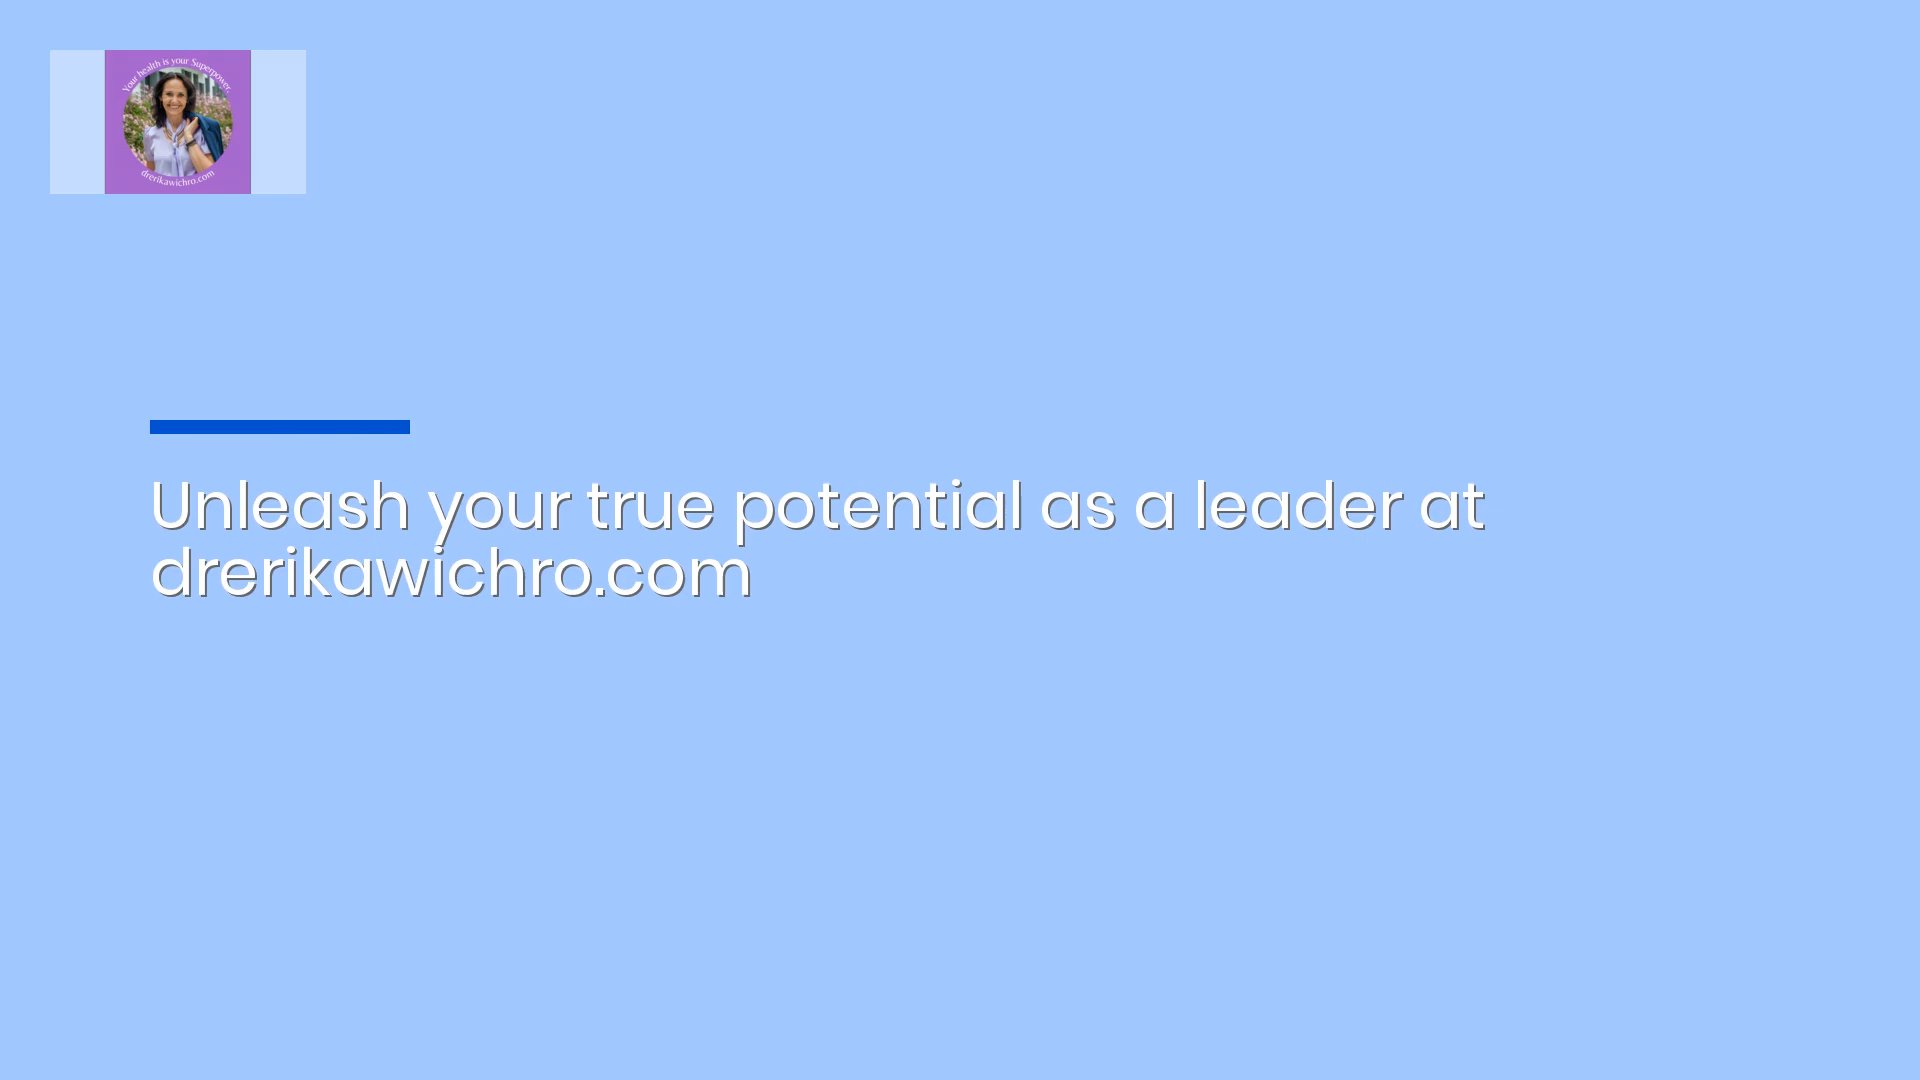 Your health is your Superpower.
drerikawichro.com
Unleash your true potential as a leader at
drerikawichro.com